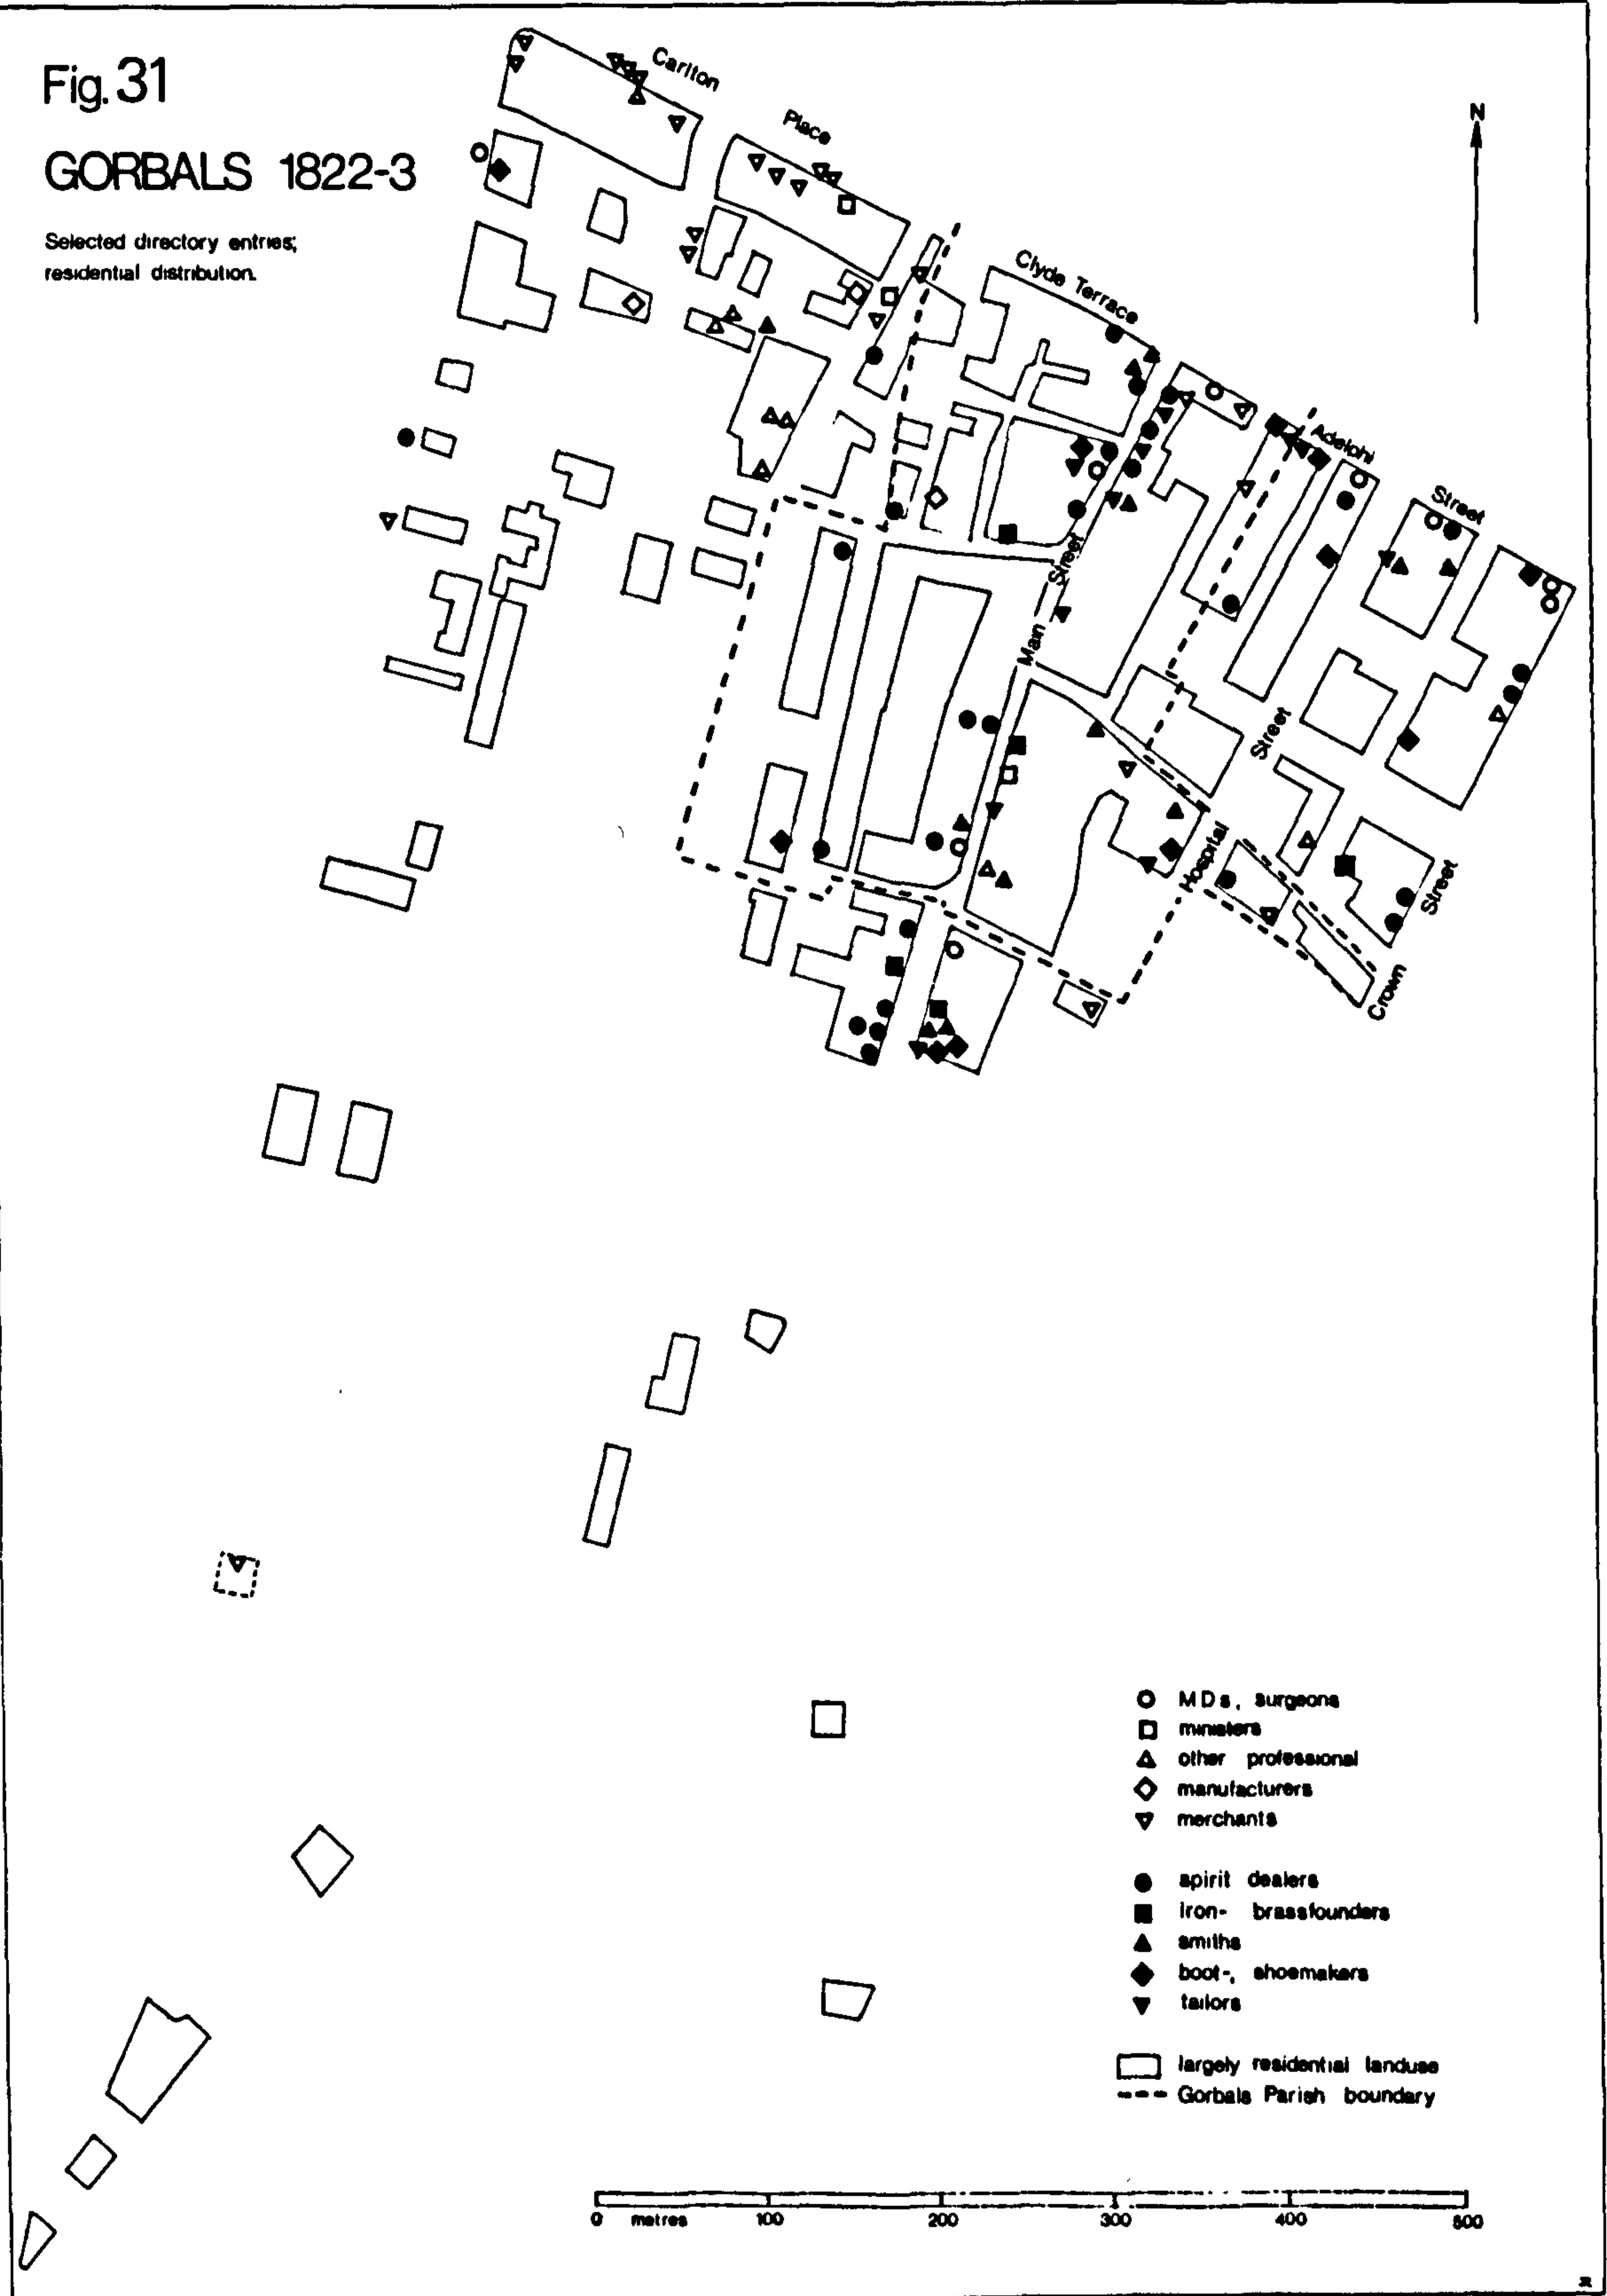 Fig.31
GORBALS 1822-3
Selected directory entries;
residential distribution.
Carlton
Place
N
Clyde Terrace
Adelphi
Street
Main Street
Hospital Street
Crown Street
MDs, surgeons
ministers
other professional
manufacturers
merchants
spirit dealers
iron- brassfounders
smiths
boot-, shoemakers
tailors
largely residential landuse
Gorbals Parish boundary
0 metres 100 200 300 400 500